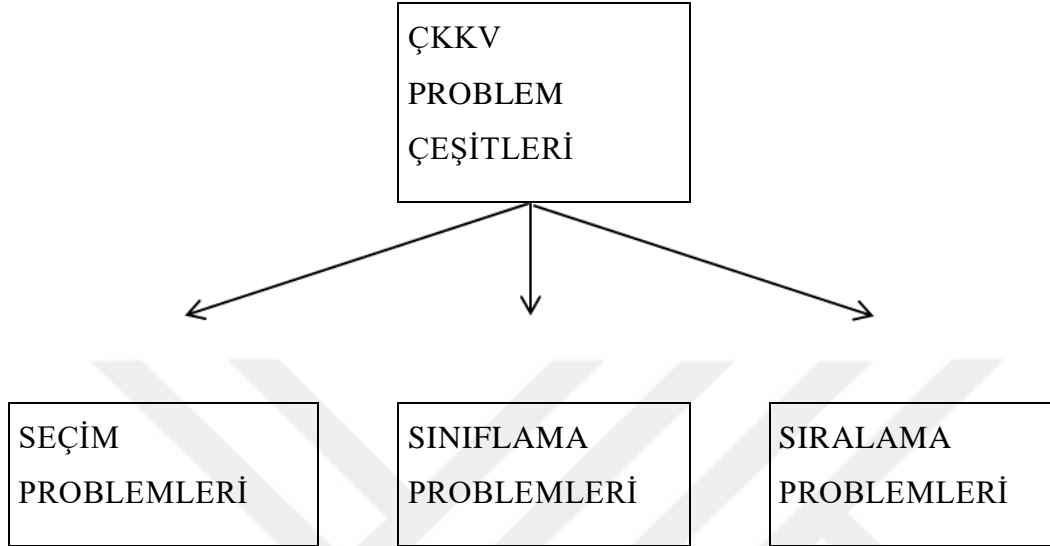 ÇKKV
PROBLEM
ÇEŞİTLERİ
SEÇİM
PROBLEMLERİ
SINIFLAMA
PROBLEMLERİ
SIRALAMA
PROBLEMLERİ